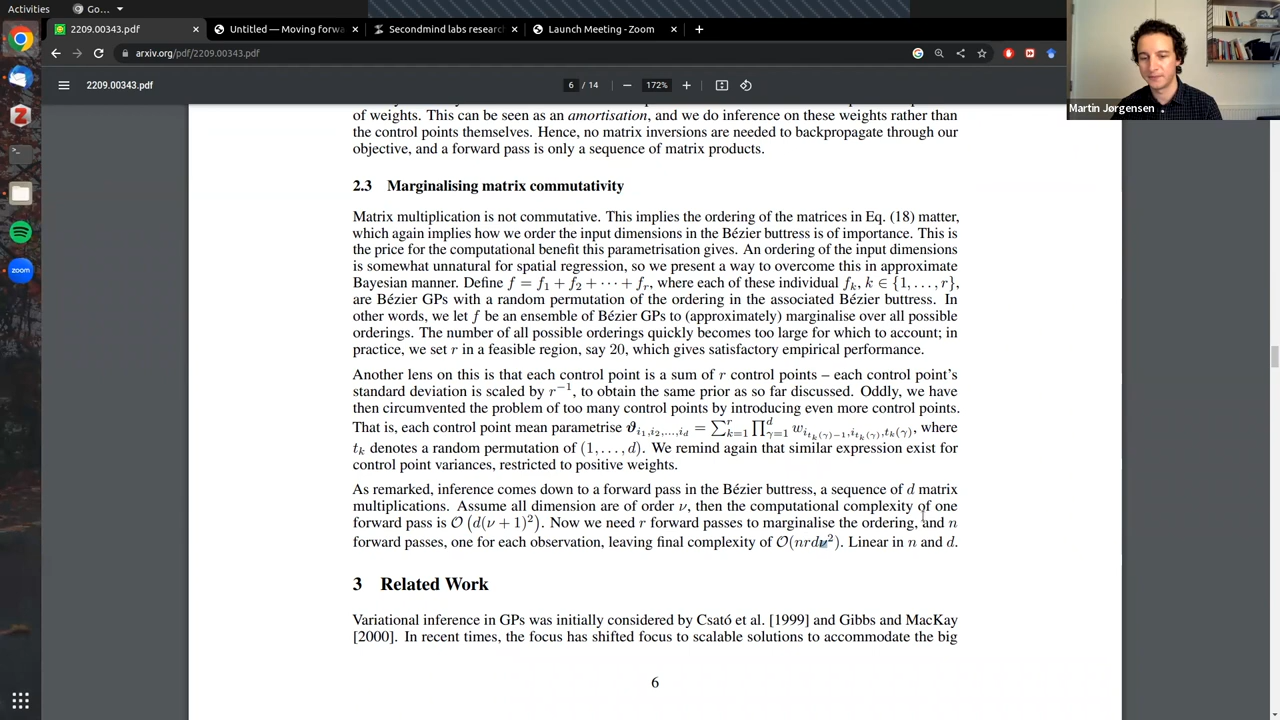 Activities
Go...
2209.00343.pdf
Untitled — Moving forwa
Secondmind labs researc
Launch Meeting - Zoom
arxiv.org/pdf/2209.00343.pdf
2209.00343.pdf
6 / 14
172%
Martin Jørgensen
zoom
of weights. This can be seen as an amortisation, and we do inference on these weights rather than
the control points themselves. Hence, no matrix inversions are needed to backpropagate through our
objective, and a forward pass is only a sequence of matrix products.
2.3 Marginalising matrix commutativity
Matrix multiplication is not commutative. This implies the ordering of the matrices in Eq. (18) matter,
which again implies how we order the input dimensions in the Bézier buttress is of importance. This is
the price for the computational benefit this parametrisation gives. An ordering of the input dimensions
is somewhat unnatural for spatial regression, so we present a way to overcome this in approximate
Bayesian manner. Define f = f₁ + f₂ + ⋯ + fᵣ, where each of these individual fₖ, k ∈ {1, . . . , r},
are Bézier GPs with a random permutation of the ordering in the associated Bézier buttress. In
other words, we let f be an ensemble of Bézier GPs to (approximately) marginalise over all possible
orderings. The number of all possible orderings quickly becomes too large for which to account; in
practice, we set r in a feasible region, say 20, which gives satisfactory empirical performance.
Another lens on this is that each control point is a sum of r control points – each control point's
standard deviation is scaled by r⁻¹, to obtain the same prior as so far discussed. Oddly, we have
then circumvented the problem of too many control points by introducing even more control points.
That is, each control point mean parametrise ϑ_{i₁,i₂,...,i_d} = ∑_{k=1}^{r} ∏_{γ=1}^{d} w_{i_{t_k(γ)−1},i_{t_k(γ)},t_k(γ)}, where
tₖ denotes a random permutation of (1, . . . , d). We remind again that similar expression exist for
control point variances, restricted to positive weights.
As remarked, inference comes down to a forward pass in the Bézier buttress, a sequence of d matrix
multiplications. Assume all dimension are of order ν, then the computational complexity of one
forward pass is O(d(ν + 1)²). Now we need r forward passes to marginalise the ordering, and n
forward passes, one for each observation, leaving final complexity of O(nrdν²). Linear in n and d.
3 Related Work
Variational inference in GPs was initially considered by Csató et al. [1999] and Gibbs and MacKay
[2000]. In recent times, the focus has shifted focus to scalable solutions to accommodate the big
6